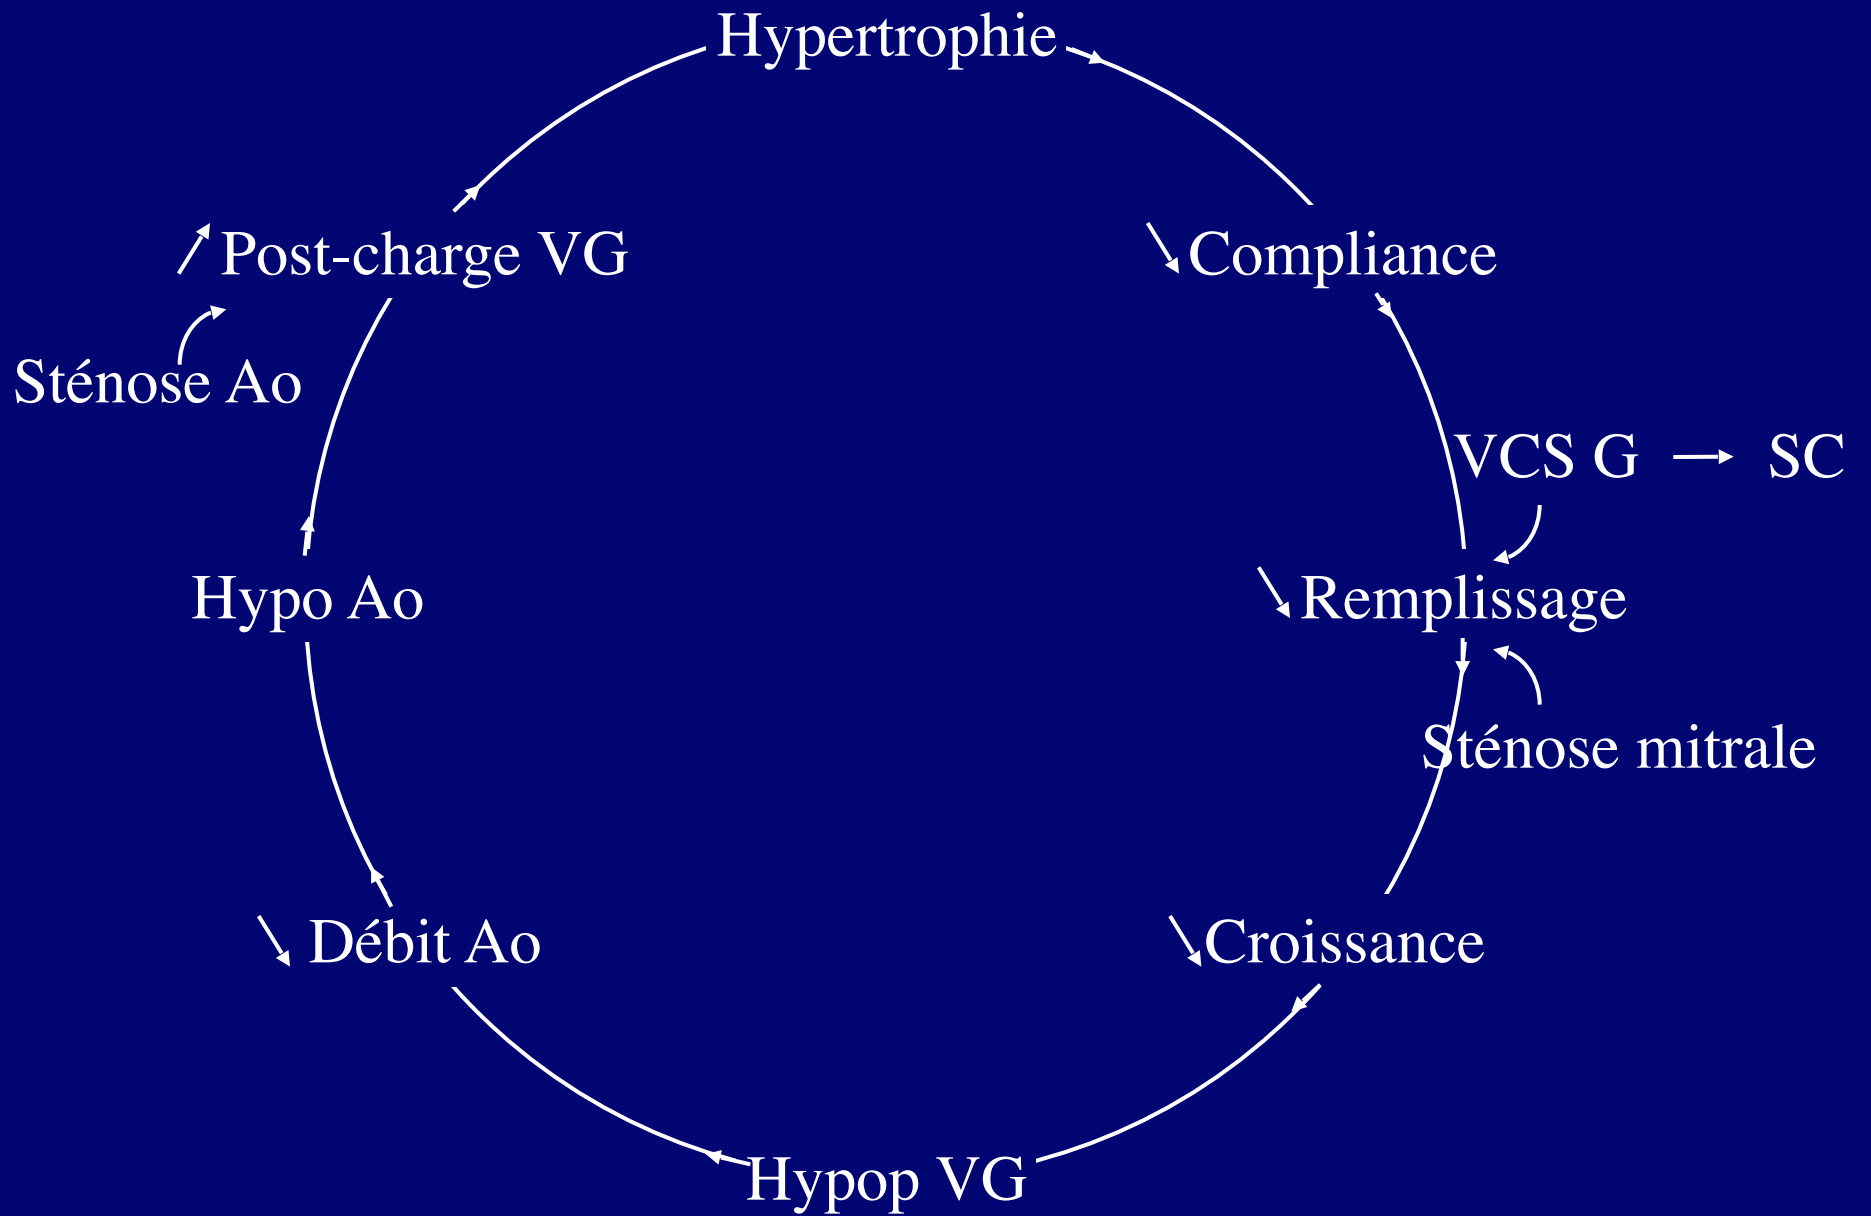 Hypertrophie
Post-charge VG
Compliance
Sténose Ao
VCS G → SC
Hypo Ao
Remplissage
Sténose mitrale
Débit Ao
Croissance
Hypop VG